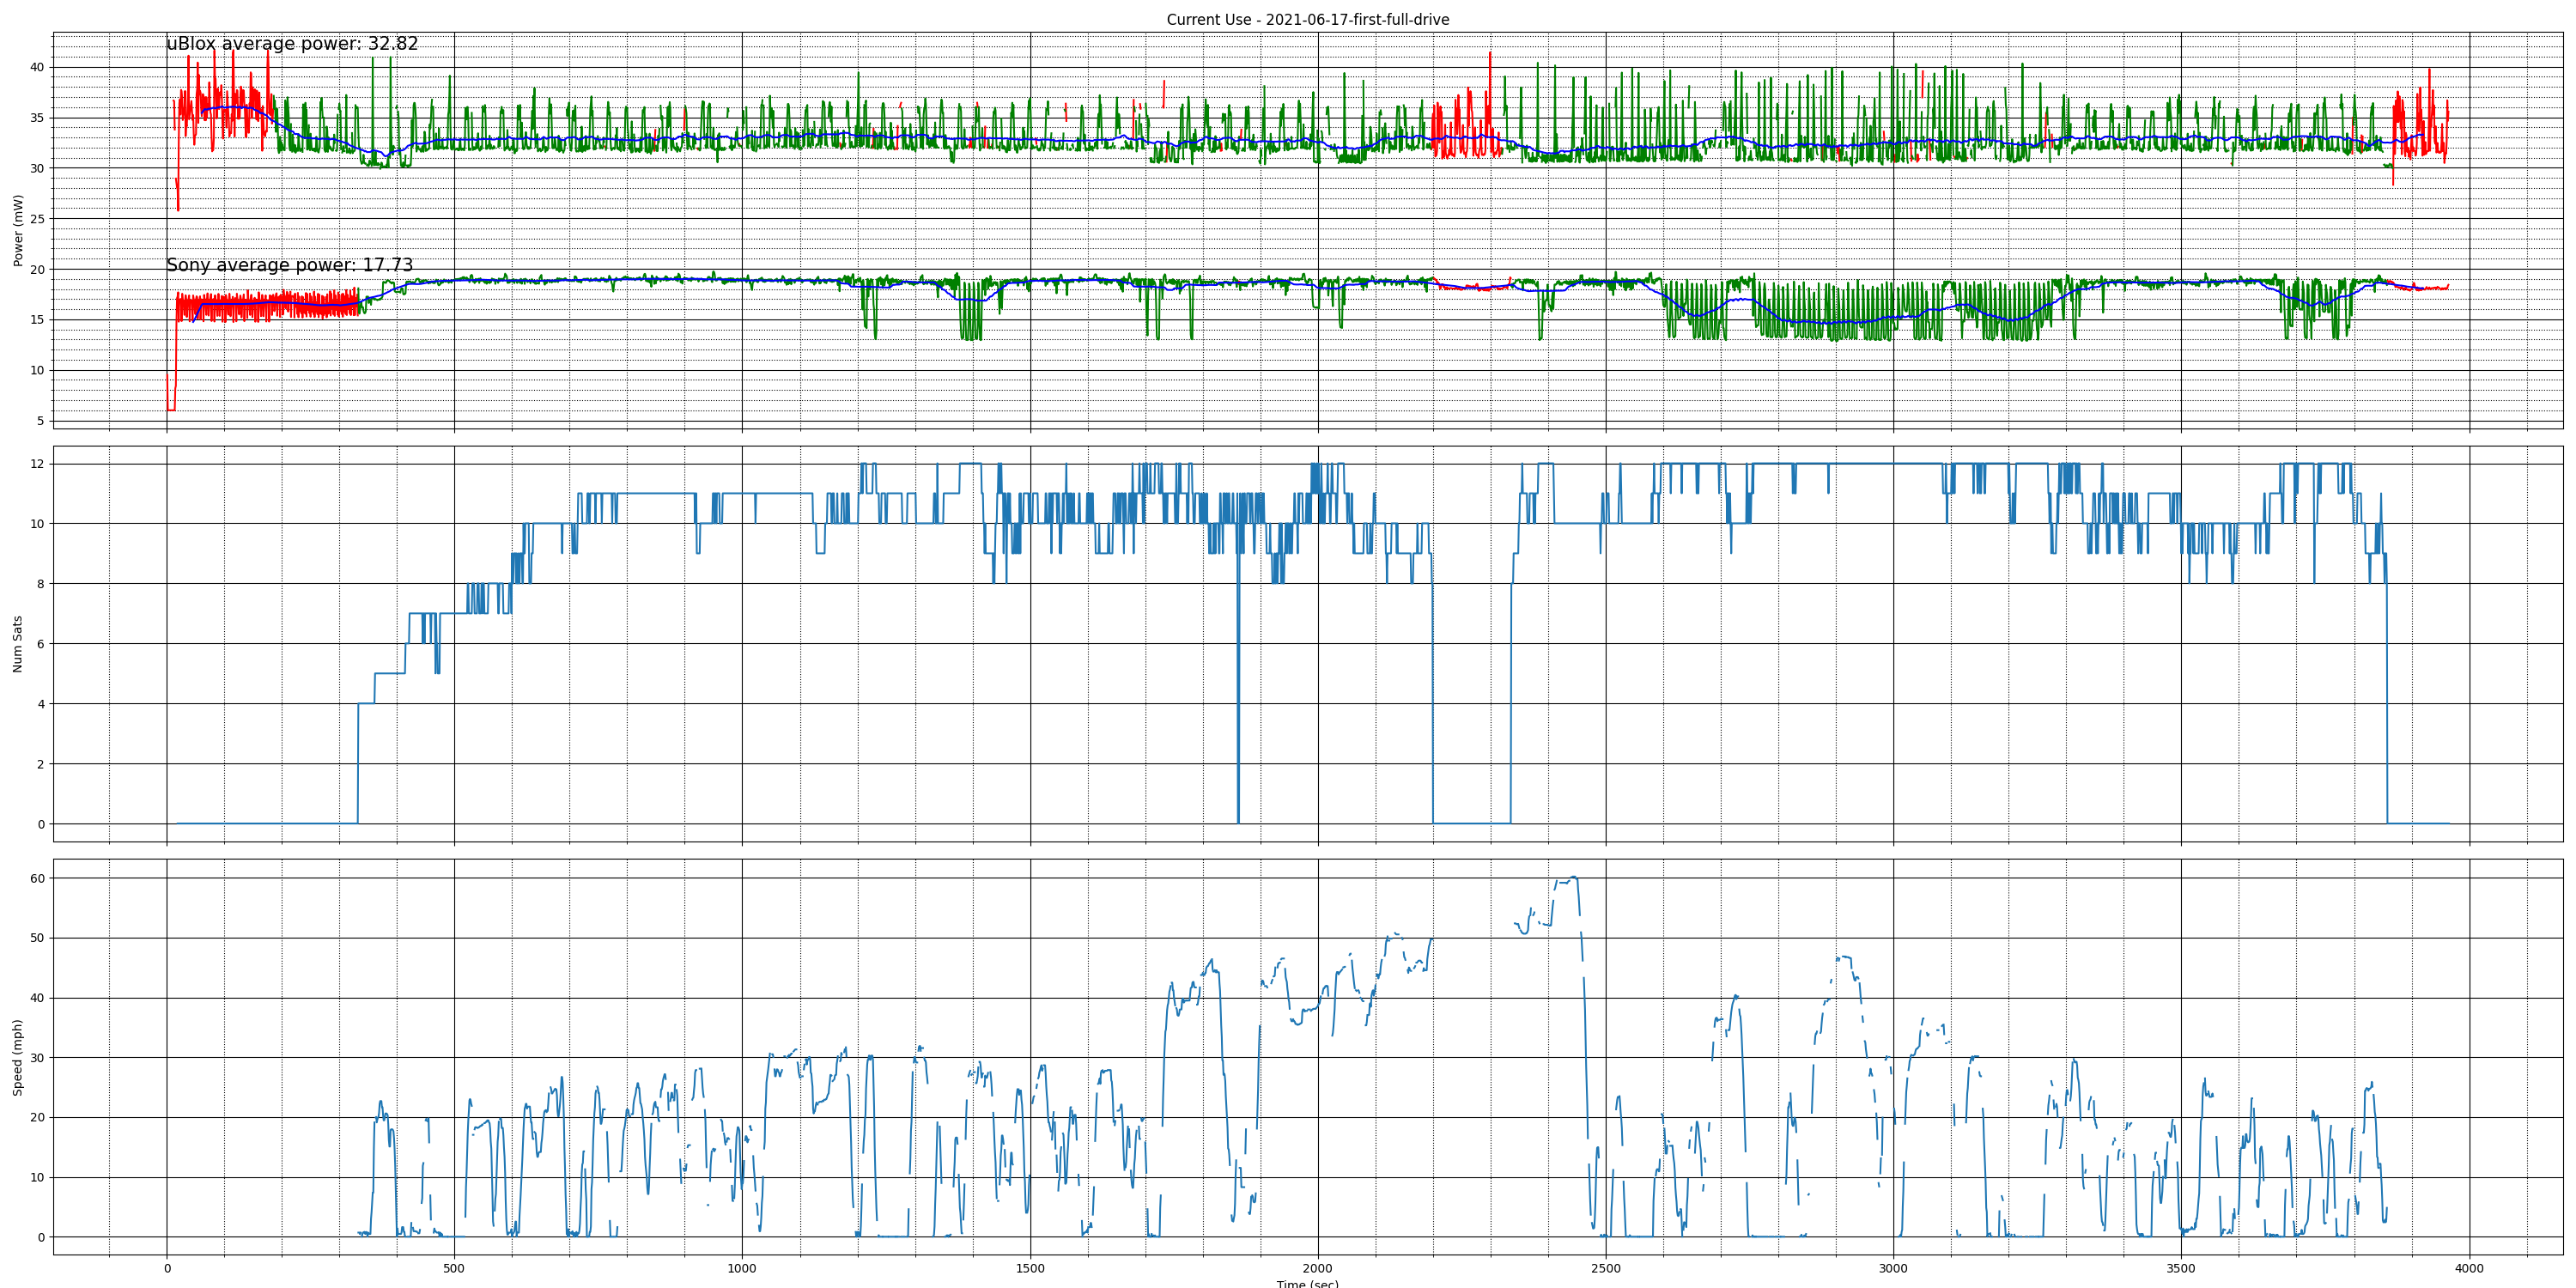 Current Use - 2021-06-17-first-full-drive
uBlox average power: 32.82
40
35
30
25
Power (mW)
Sony average power: 17.73
20
15
10
5
12
10
8
6
Num Sats
4
2
0
60
50
40
30
Speed (mph)
20
10
0
0 500 1000 1500 2000 2500 3000 3500 4000
Time (sec)